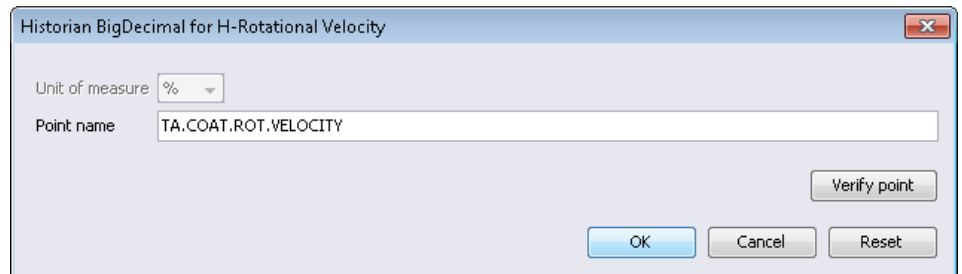 Historian BigDecimal for H-Rotational Velocity
Unit of measure %
Point name TA.COAT.ROT.VELOCITY
Verify point
OK Cancel Reset